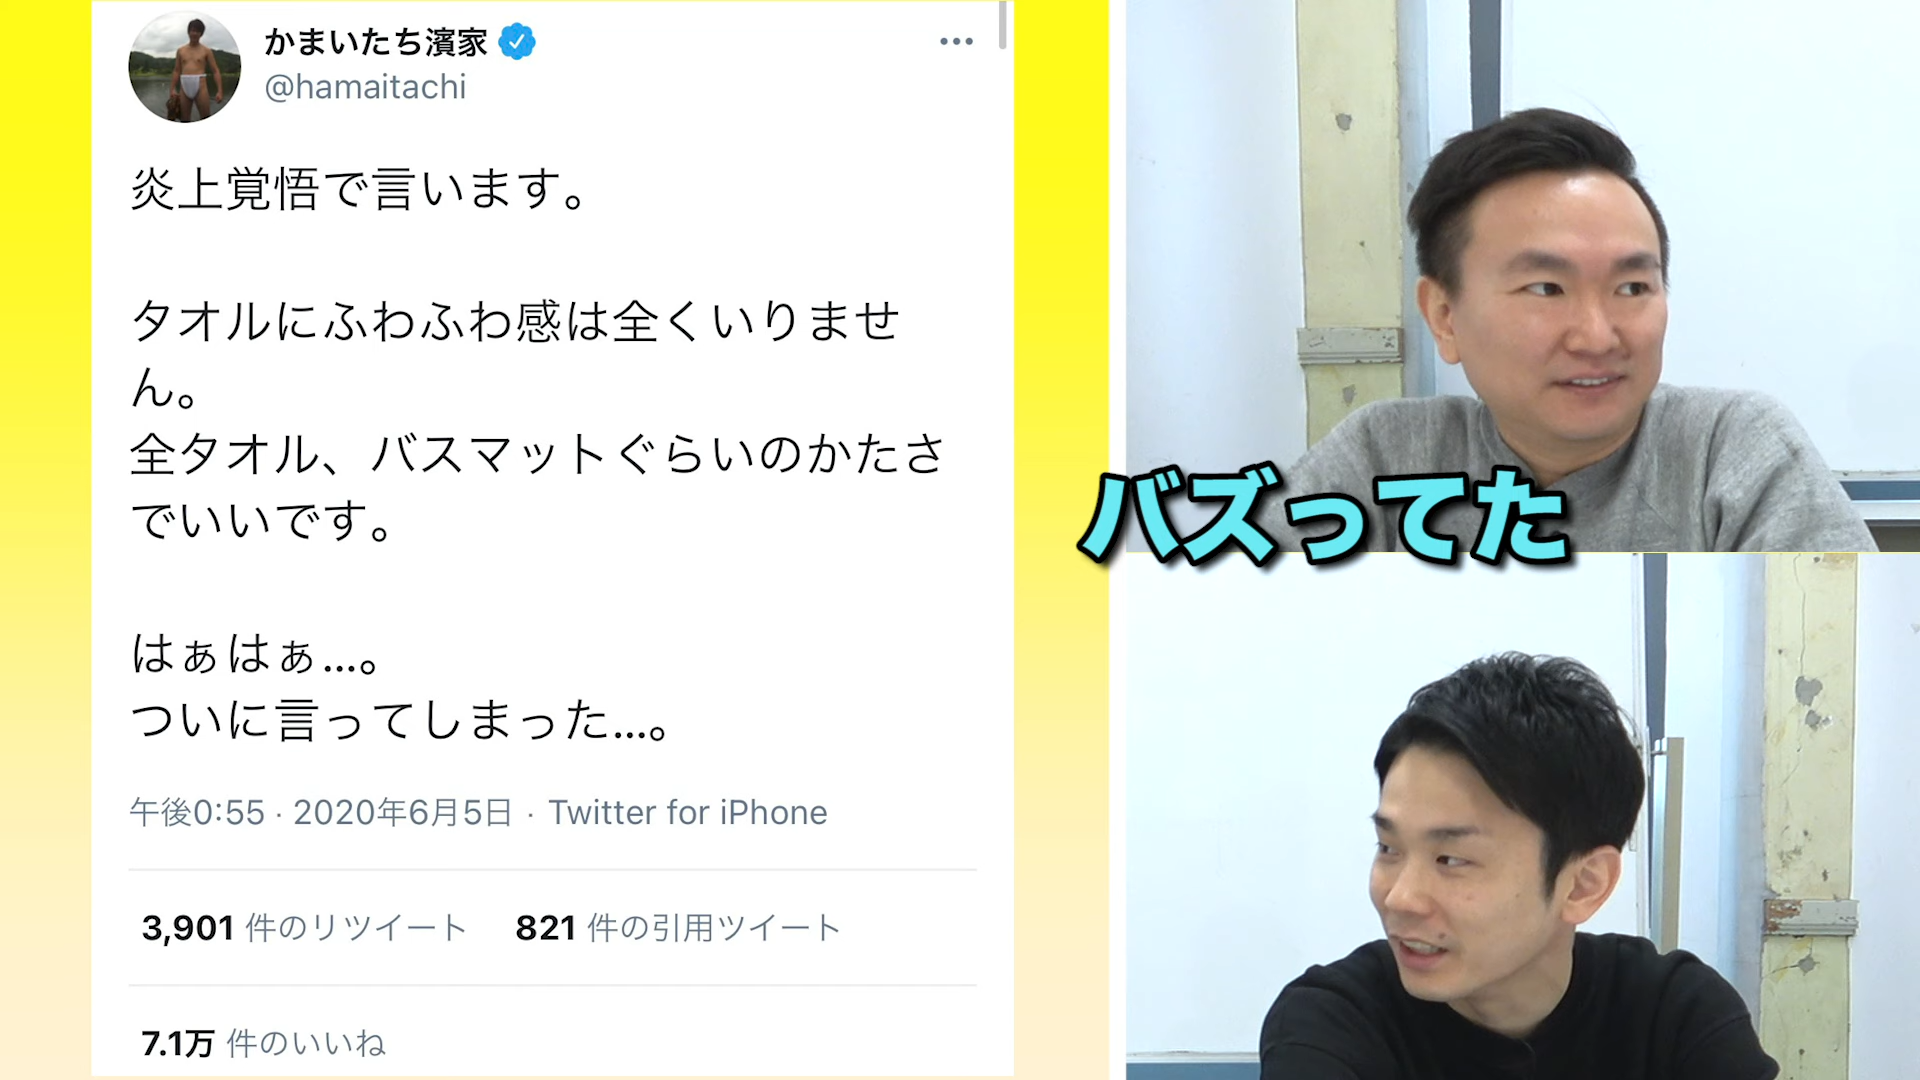 かまいたち濱家
@hamaitachi
炎上覚悟で言います。
タオルにふわふわ感は全くいりませ
ん。
全タオル、バスマットぐらいのかたさ
でいいです。
はぁはぁ...。
ついに言ってしまった...。
午後0:55 · 2020年6月5日 · Twitter for iPhone
3,901 件のリツイート 821 件の引用ツイート
7.1万 件のいいね
バズってた